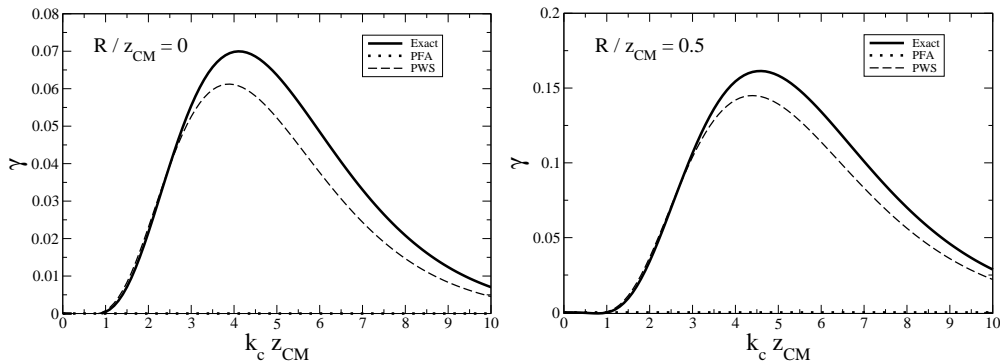 R / z_CM = 0
Exact
PFA
PWS
0.08
0.07
0.06
0.05
0.04
0.03
0.02
0.01
0
γ
0 1 2 3 4 5 6 7 8 9 10
k_c z_CM
R / z_CM = 0.5
Exact
PFA
PWS
0.2
0.15
0.1
0.05
0
γ
0 1 2 3 4 5 6 7 8 9 10
k_c z_CM